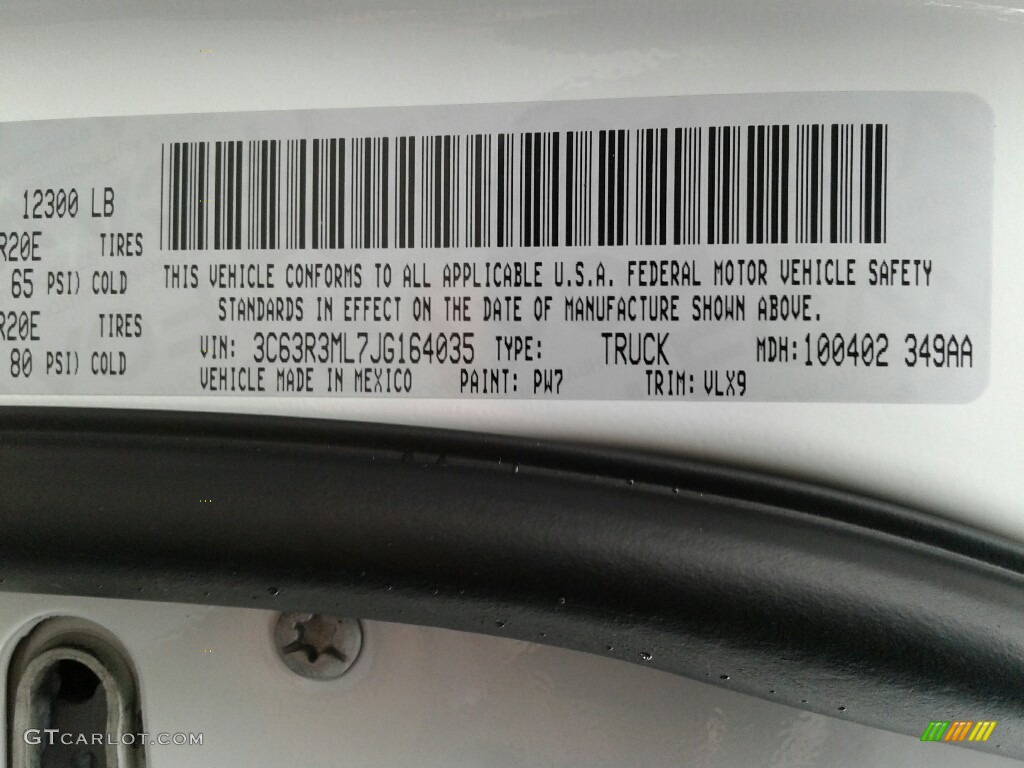 12300 LB
R20E TIRES
65 PSI) COLD
R20E TIRES
80 PSI) COLD
THIS VEHICLE CONFORMS TO ALL APPLICABLE U.S.A. FEDERAL MOTOR VEHICLE SAFETY
STANDARDS IN EFFECT ON THE DATE OF MANUFACTURE SHOWN ABOVE.
VIN: 3C63R3ML7JG164035 TYPE: TRUCK MDH: 100402 349AA
VEHICLE MADE IN MEXICO PAINT: PW7 TRIM: VLX9
GTCARLOT.COM